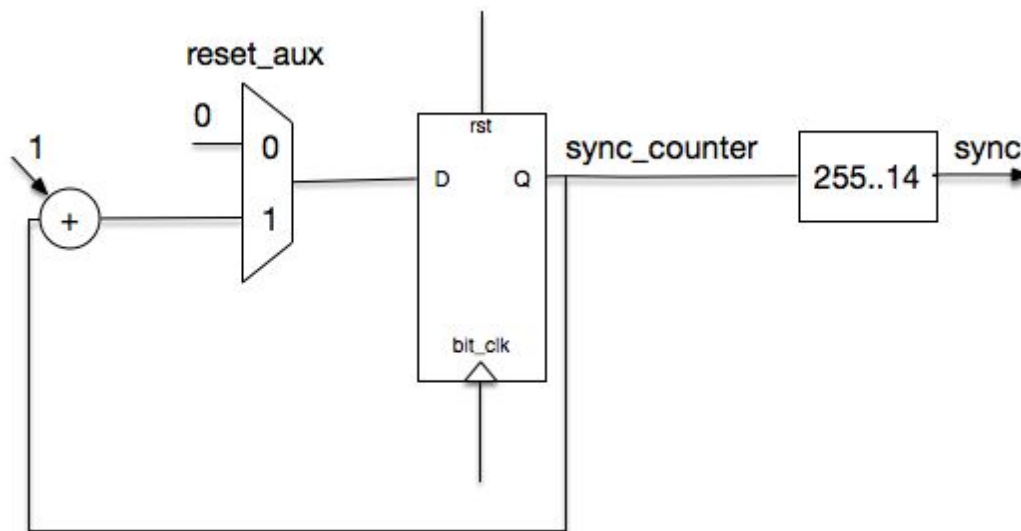 reset_aux
0
0
1
+
1
rst
D
Q
bit_clk
sync_counter
255..14
sync